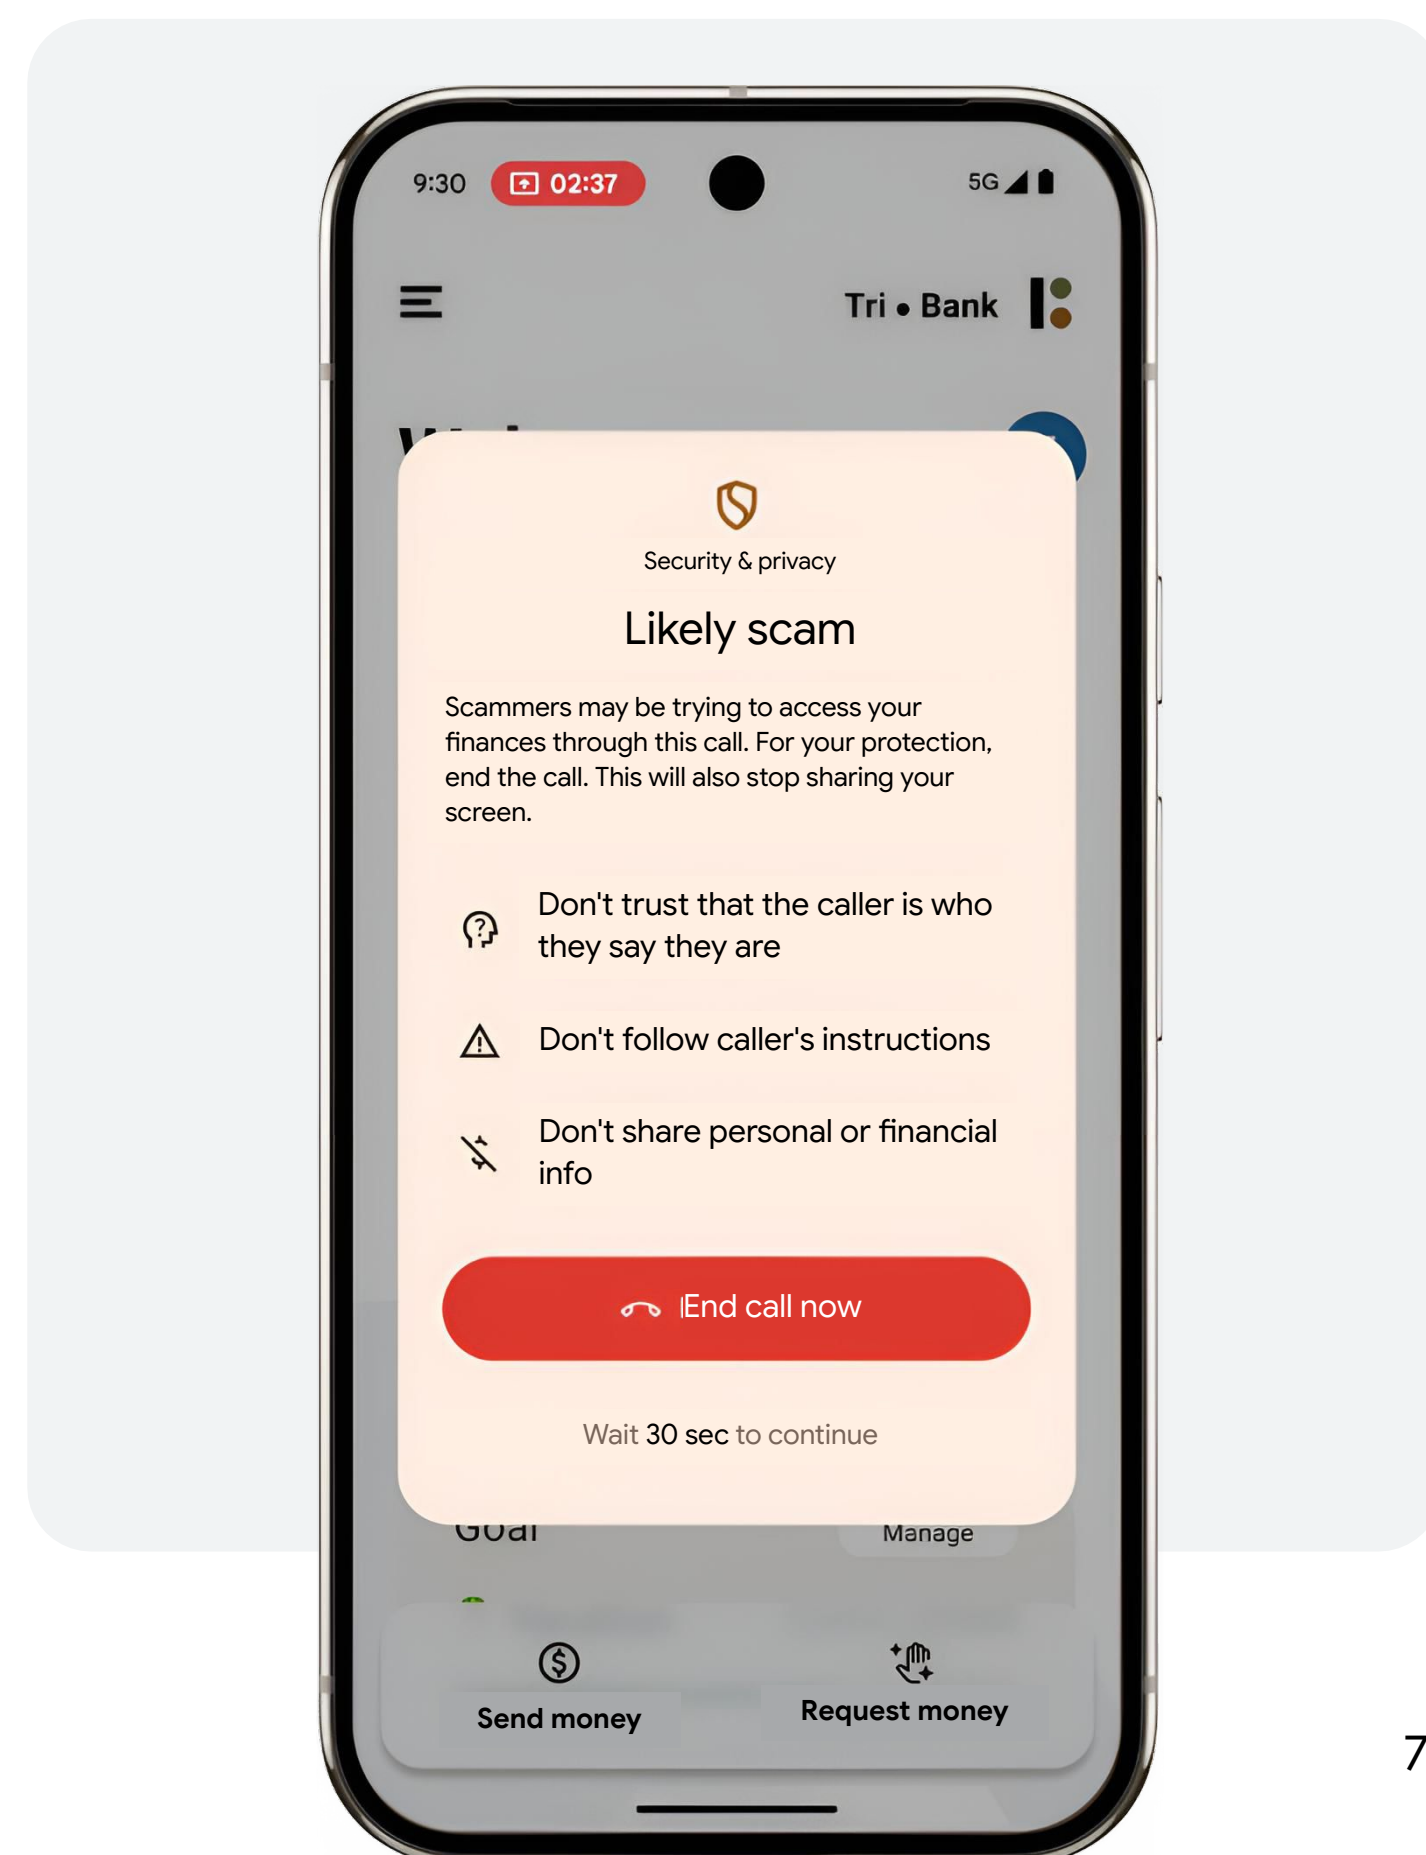 9:30 02:37 5G
Tri • Bank
Security & privacy
Likely scam
Scammers may be trying to access your
finances through this call. For your protection,
end the call. This will also stop sharing your
screen.
Don't trust that the caller is who
they say they are
Don't follow caller's instructions
Don't share personal or financial
info
End call now
Wait 30 sec to continue
Goal
Manage
Send money
Request money
7